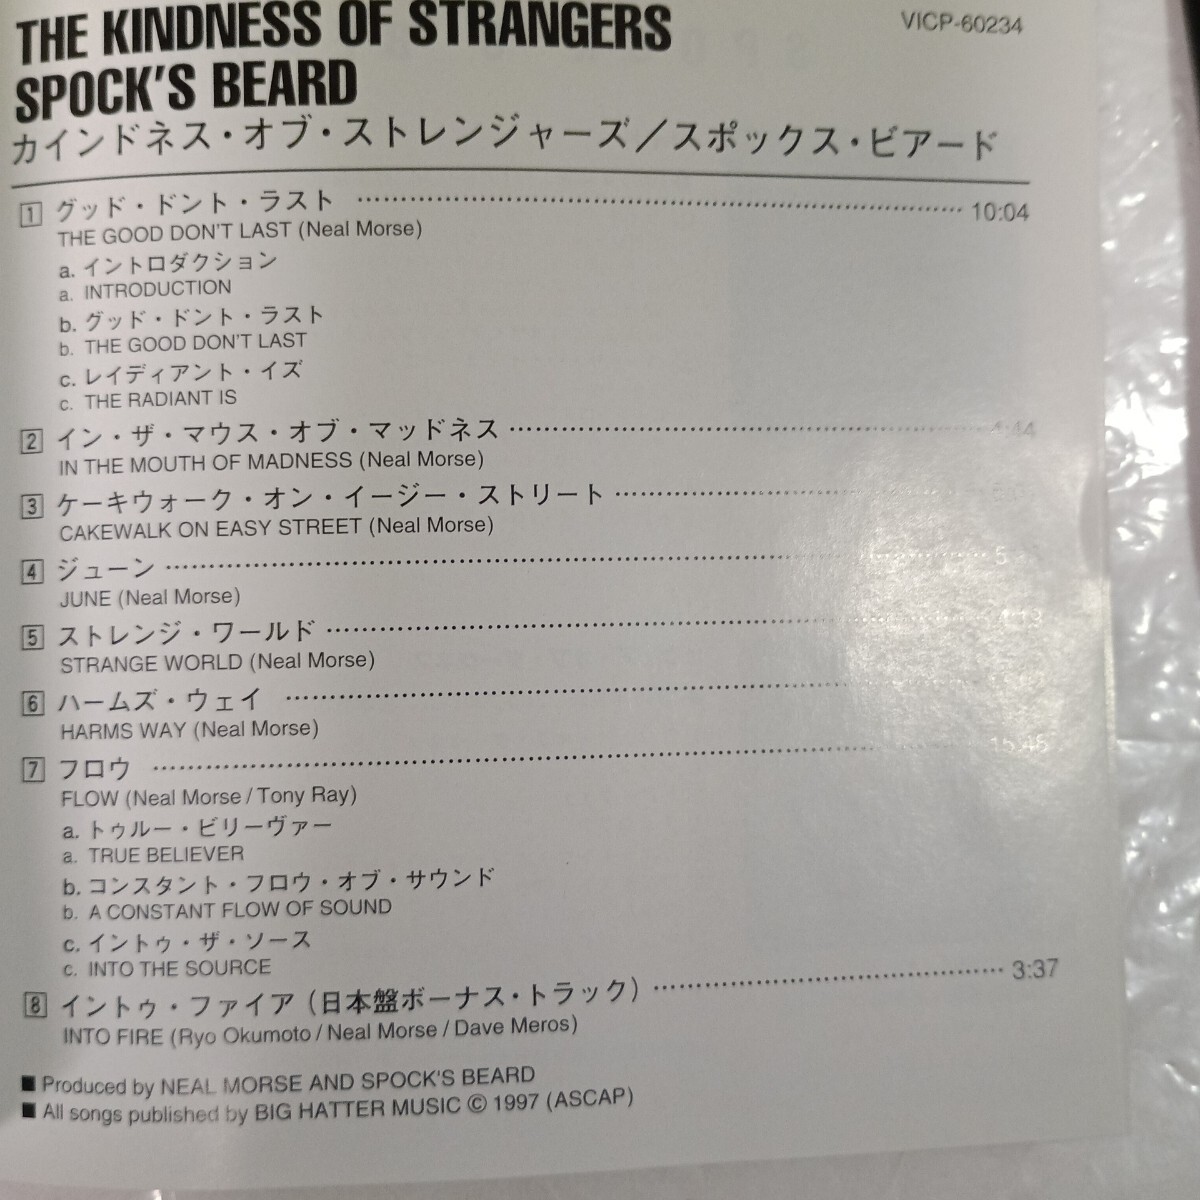 THE KINDNESS OF STRANGERS
VICP-60234
SPOCK'S BEARD
カインドネス・オブ・ストレンジャーズ／スポックス・ビアード
1 グッド・ドント・ラスト 10:04
THE GOOD DON'T LAST (Neal Morse)
a. イントロダクション
a. INTRODUCTION
b. グッド・ドント・ラスト
b. THE GOOD DON'T LAST
c. レイディアント・イズ
c. THE RADIANT IS
2 イン・ザ・マウス・オブ・マッドネス 4:44
IN THE MOUTH OF MADNESS (Neal Morse)
3 ケーキウォーク・オン・イージー・ストリート
CAKEWALK ON EASY STREET (Neal Morse)
4 ジューン
JUNE (Neal Morse)
5 ストレンジ・ワールド
STRANGE WORLD (Neal Morse)
6 ハームズ・ウェイ
HARMS WAY (Neal Morse)
7 フロウ
FLOW (Neal Morse / Tony Ray)
a. トゥルー・ビリーヴァー
a. TRUE BELIEVER
b. コンスタント・フロウ・オブ・サウンド
b. A CONSTANT FLOW OF SOUND
c. イントゥ・ザ・ソース
c. INTO THE SOURCE
8 イントゥ・ファイア（日本盤ボーナス・トラック） 3:37
INTO FIRE (Ryo Okumoto / Neal Morse / Dave Meros)
■ Produced by NEAL MORSE AND SPOCK'S BEARD
■ All songs published by BIG HATTER MUSIC © 1997 (ASCAP)